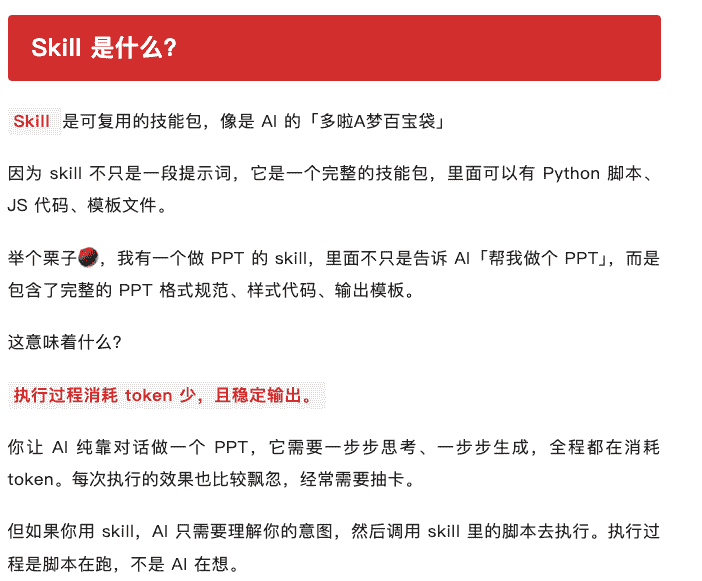 Skill 是什么?
Skill 是可复用的技能包，像是 AI 的「多啦A梦百宝袋」
因为 skill 不只是一段提示词，它是一个完整的技能包，里面可以有 Python 脚本、
JS 代码、模板文件。
举个栗子🌰，我有一个做 PPT 的 skill，里面不只是告诉 AI「帮我做个 PPT」，而是
包含了完整的 PPT 格式规范、样式代码、输出模板。
这意味着什么?
执行过程消耗 token 少，且稳定输出。
你让 AI 纯靠对话做一个 PPT，它需要一步步思考、一步步生成，全程都在消耗
token。每次执行的效果也比较飘忽，经常需要抽卡。
但如果你用 skill，AI 只需要理解你的意图，然后调用 skill 里的脚本去执行。执行过
程是脚本在跑，不是 AI 在想。